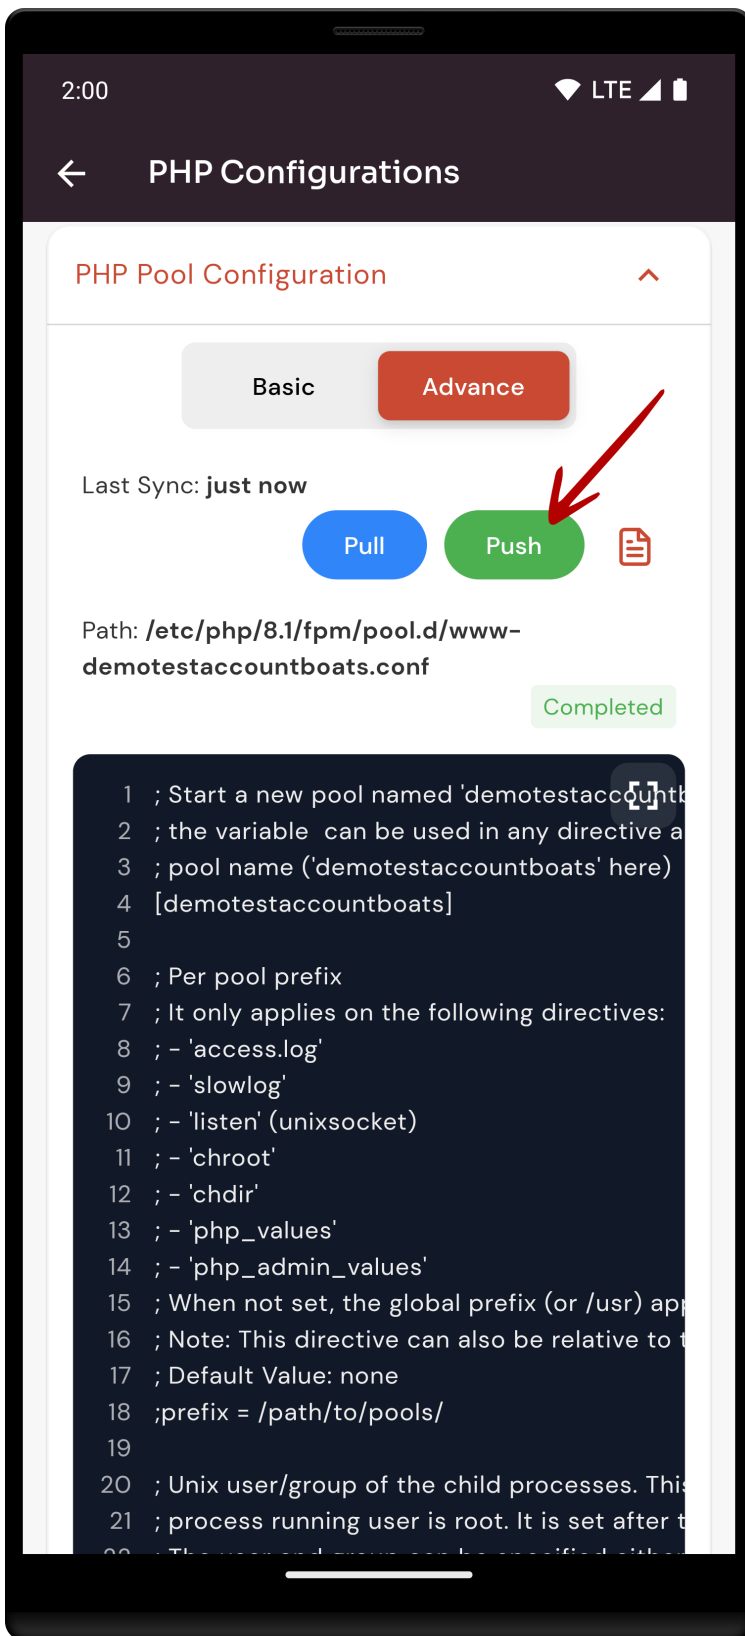 2:00 LTE
PHP Configurations
PHP Pool Configuration
Basic Advance
Last Sync: just now
Pull Push
Path: /etc/php/8.1/fpm/pool.d/www-
demotestaccountboats.conf
Completed
1 ; Start a new pool named 'demotestaccountb
2 ; the variable  can be used in any directive a
3 ; pool name ('demotestaccountboats' here)
4 [demotestaccountboats]
5
6 ; Per pool prefix
7 ; It only applies on the following directives:
8 ; - 'access.log'
9 ; - 'slowlog'
10 ; - 'listen' (unixsocket)
11 ; - 'chroot'
12 ; - 'chdir'
13 ; - 'php_values'
14 ; - 'php_admin_values'
15 ; When not set, the global prefix (or /usr) app
16 ; Note: This directive can also be relative to t
17 ; Default Value: none
18 ;prefix = /path/to/pools/
19
20 ; Unix user/group of the child processes. This
21 ; process running user is root. It is set after t